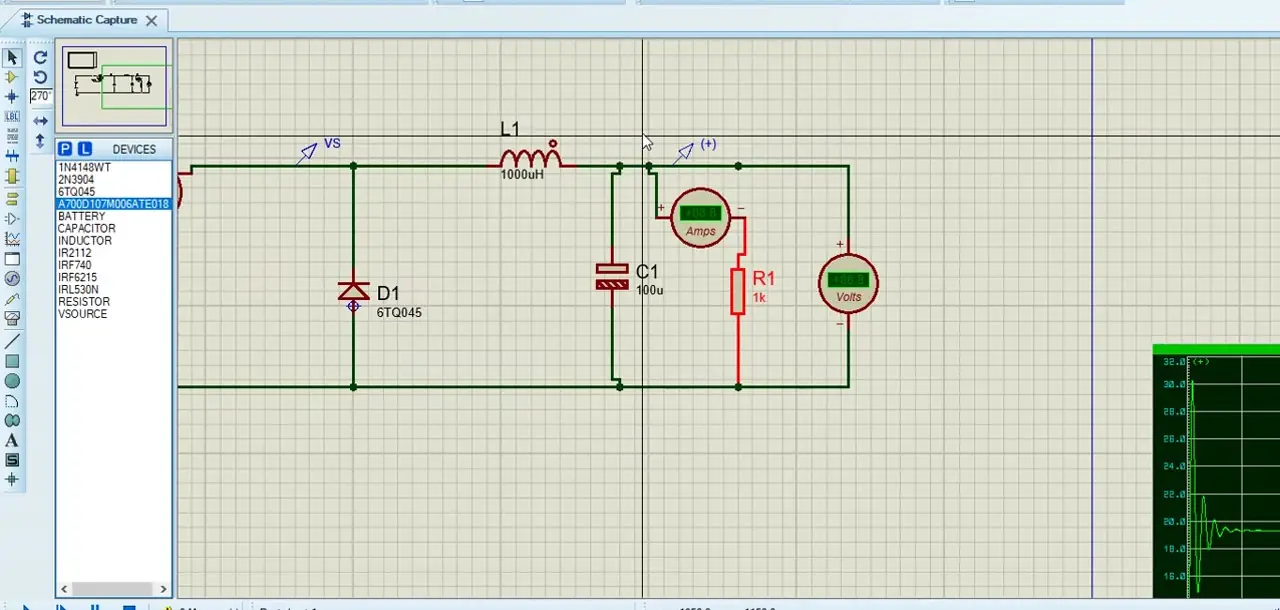 Schematic Capture
270°
LBL
P L DEVICES
1N4148WT
2N3904
6TQ045
A700D107M006ATE018
BATTERY
CAPACITOR
INDUCTOR
IR2112
IRF740
IRF6215
IRL530N
RESISTOR
VSOURCE
A
S
VS
L1
1000uH
(+)
+
−
Amps
D1
6TQ045
C1
100u
R1
1k
+
Volts
−
32.0 (+)
30.0
28.0
26.0
24.0
22.0
20.0
18.0
16.0